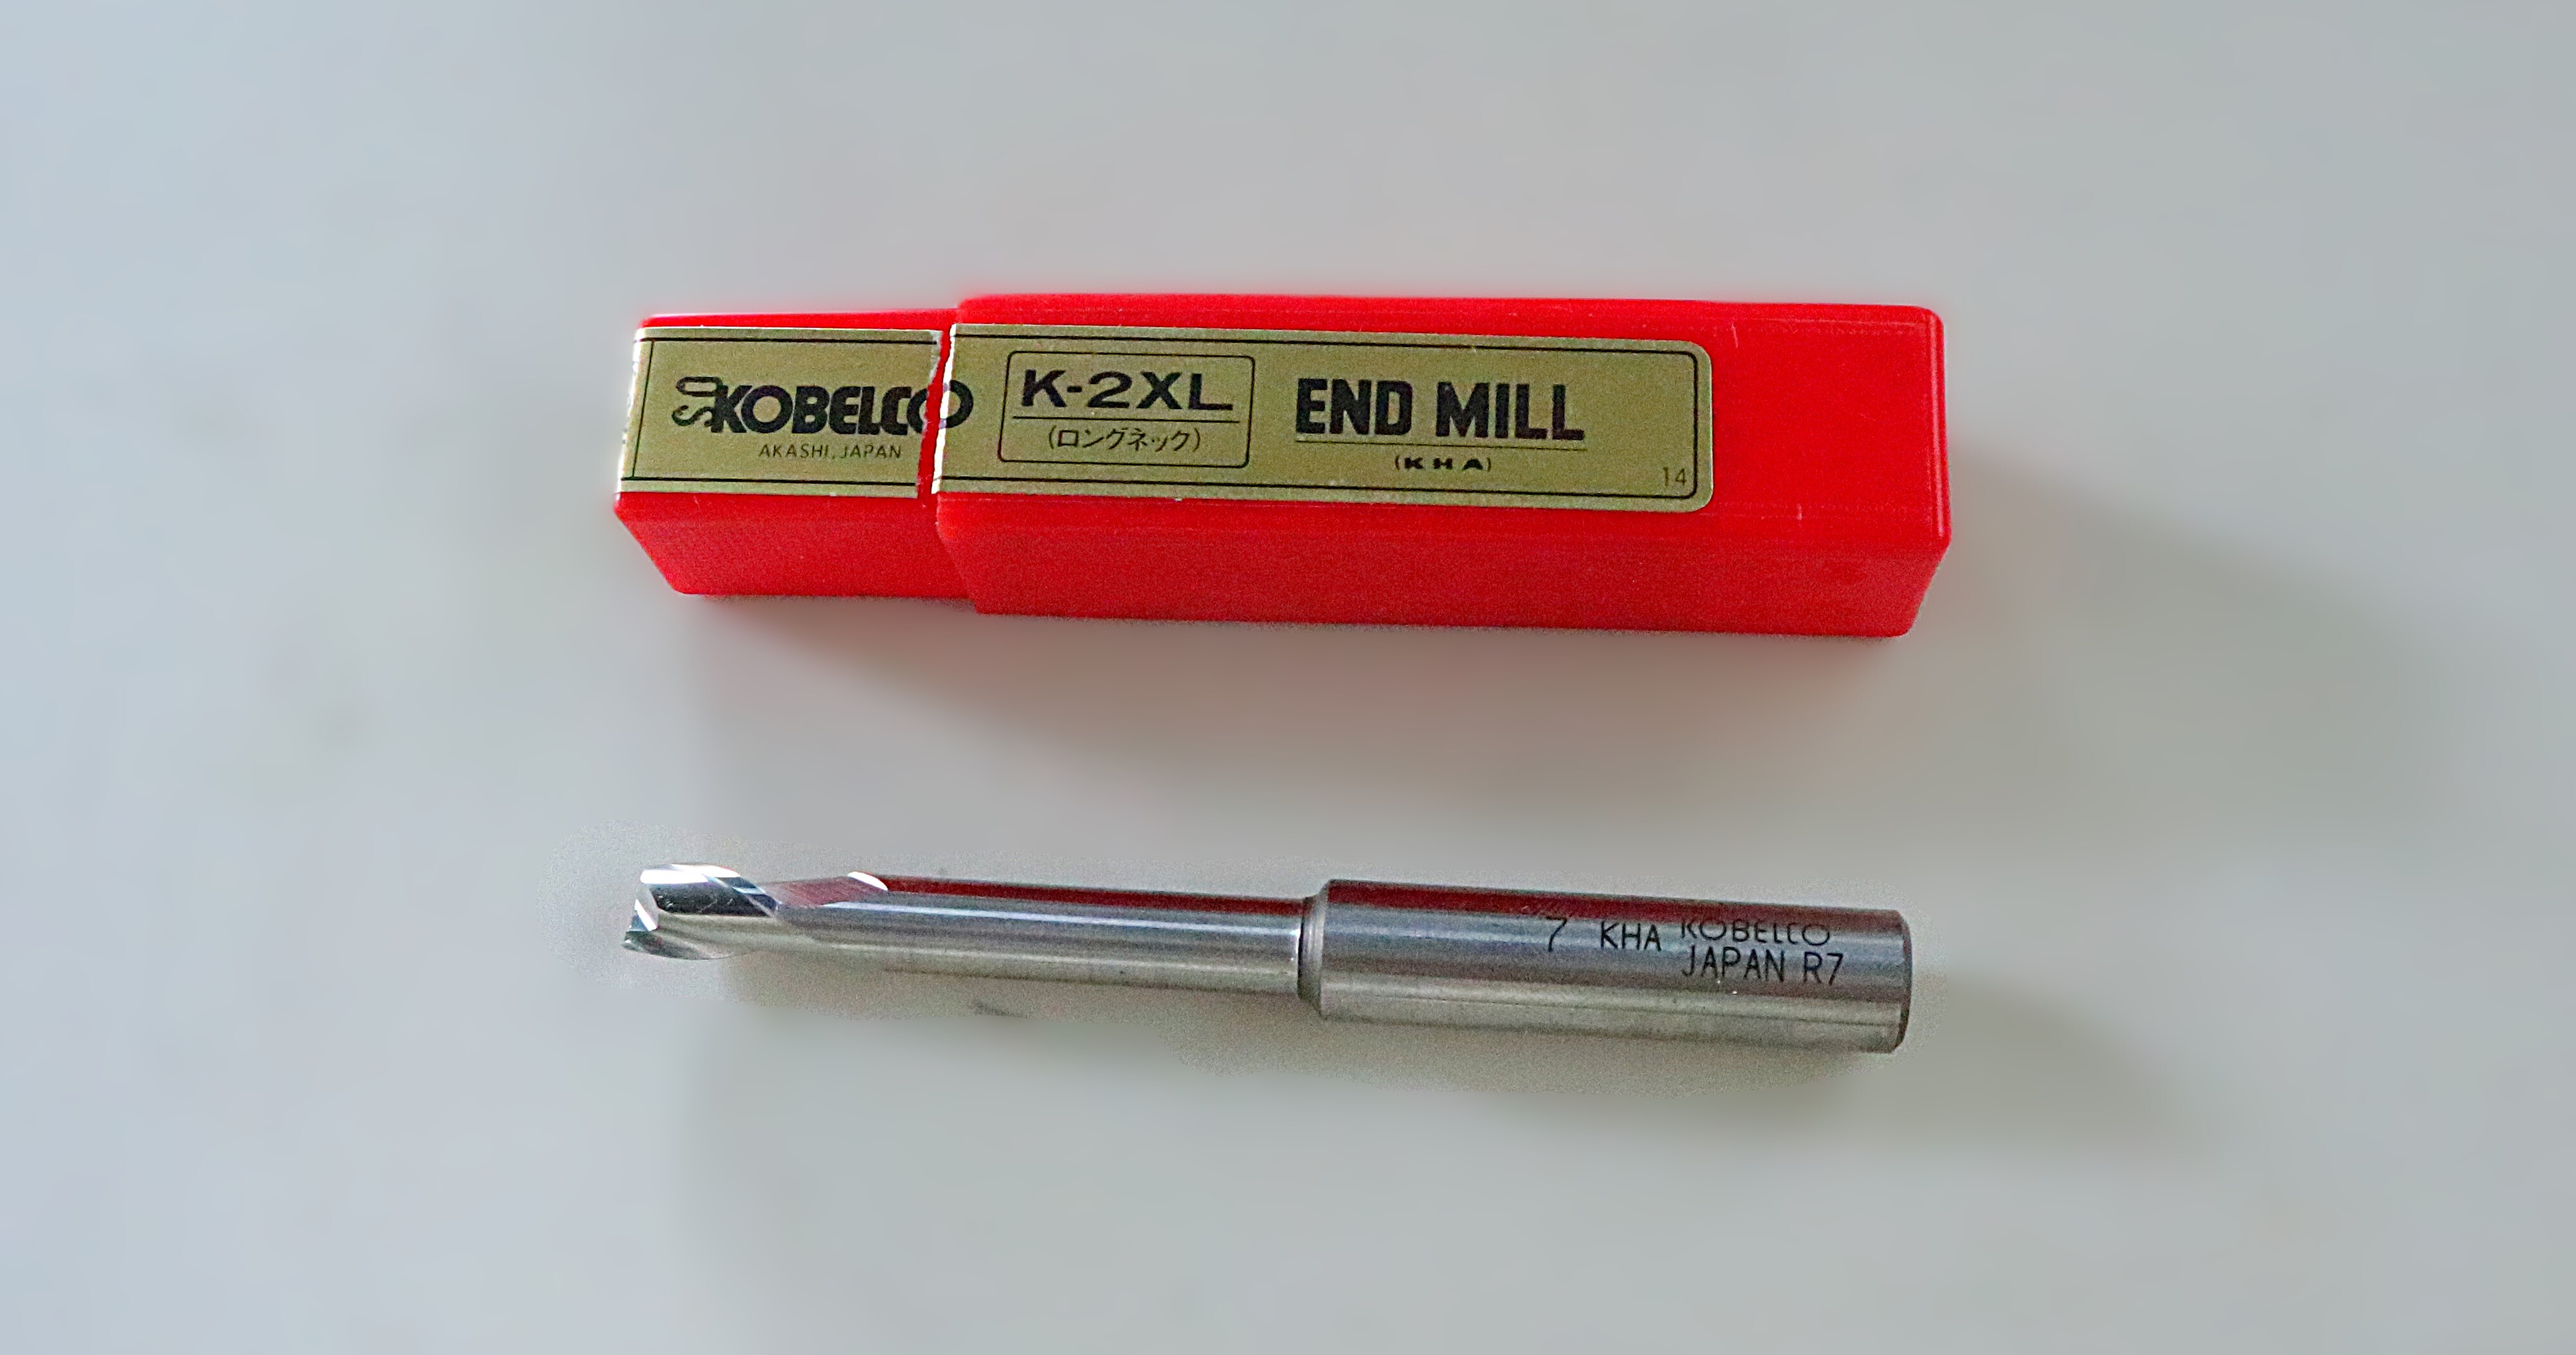 KOBELCO
AKASHI, JAPAN
K-2XL
(ロングネック)
END MILL
(KHA)
14
7 KHA KOBELCO
JAPAN R7